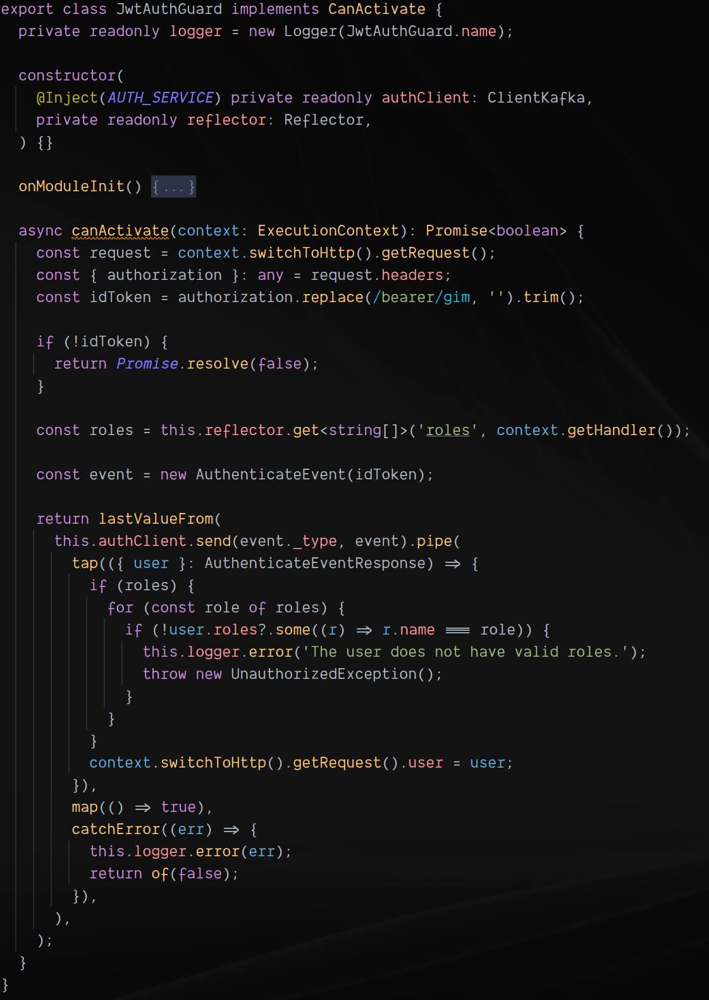 export class JwtAuthGuard implements CanActivate {
  private readonly logger = new Logger(JwtAuthGuard.name);

  constructor(
    @Inject(AUTH_SERVICE) private readonly authClient: ClientKafka,
    private readonly reflector: Reflector,
  ) {}

  onModuleInit() {...}

  async canActivate(context: ExecutionContext): Promise<boolean> {
    const request = context.switchToHttp().getRequest();
    const { authorization }: any = request.headers;
    const idToken = authorization.replace(/bearer/gim, '').trim();

    if (!idToken) {
      return Promise.resolve(false);
    }

    const roles = this.reflector.get<string[]>('roles', context.getHandler());

    const event = new AuthenticateEvent(idToken);

    return lastValueFrom(
      this.authClient.send(event._type, event).pipe(
        tap(({ user }: AuthenticateEventResponse) => {
          if (roles) {
            for (const role of roles) {
              if (!user.roles?.some((r) => r.name === role)) {
                this.logger.error('The user does not have valid roles.');
                throw new UnauthorizedException();
              }
            }
          }
          context.switchToHttp().getRequest().user = user;
        }),
        map(() => true),
        catchError((err) => {
          this.logger.error(err);
          return of(false);
        }),
      ),
    );
  }
}